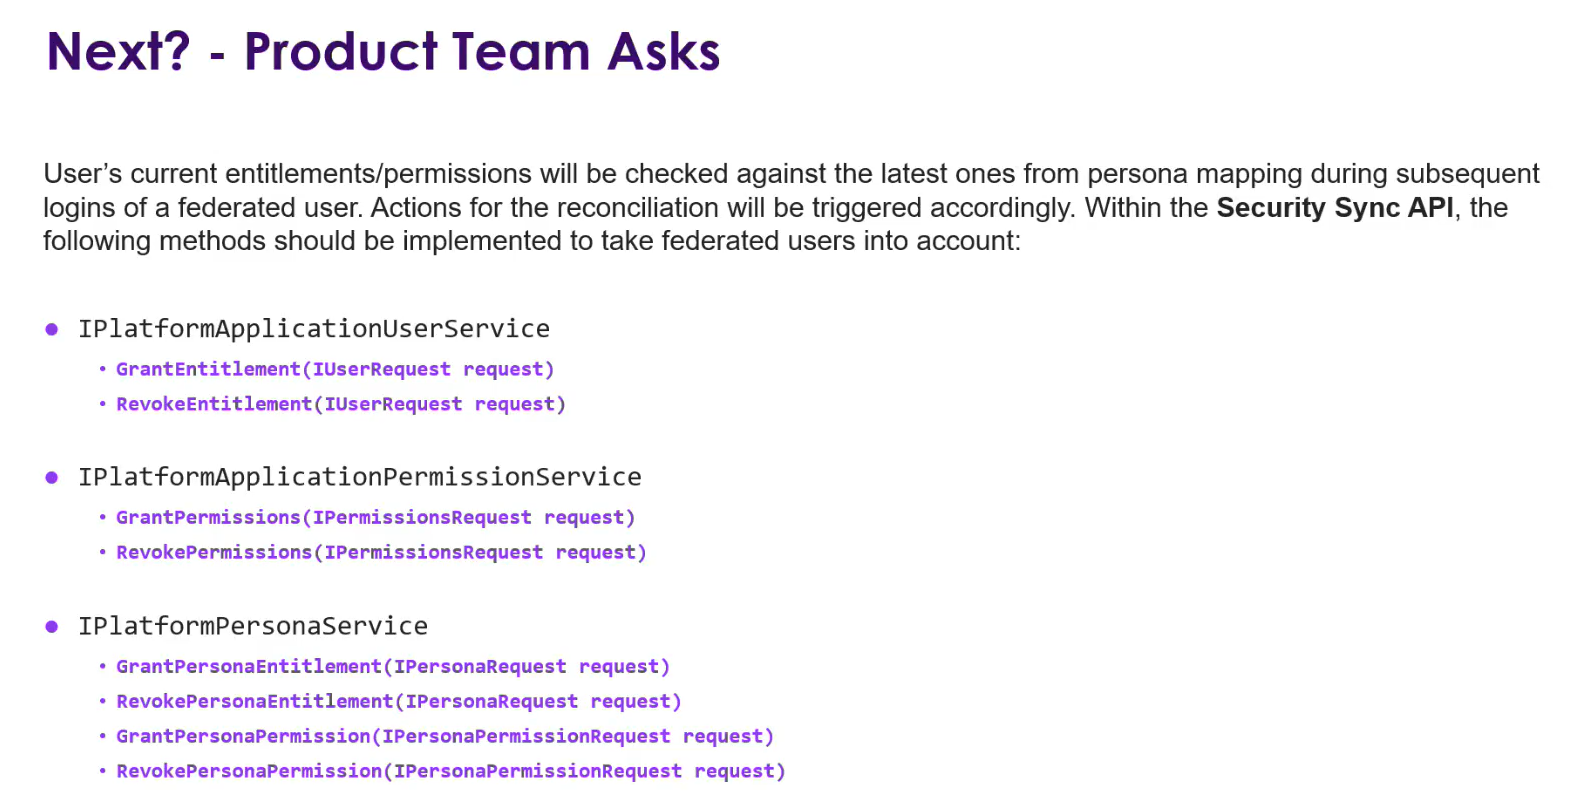 Next? - Product Team Asks
User’s current entitlements/permissions will be checked against the latest ones from persona mapping during subsequent
logins of a federated user. Actions for the reconciliation will be triggered accordingly. Within the Security Sync API, the
following methods should be implemented to take federated users into account:
● IPlatformApplicationUserService
• GrantEntitlement(IUserRequest request)
• RevokeEntitlement(IUserRequest request)
● IPlatformApplicationPermissionService
• GrantPermissions(IPermissionsRequest request)
• RevokePermissions(IPermissionsRequest request)
● IPlatformPersonaService
• GrantPersonaEntitlement(IPersonaRequest request)
• RevokePersonaEntitlement(IPersonaRequest request)
• GrantPersonaPermission(IPersonaPermissionRequest request)
• RevokePersonaPermission(IPersonaPermissionRequest request)